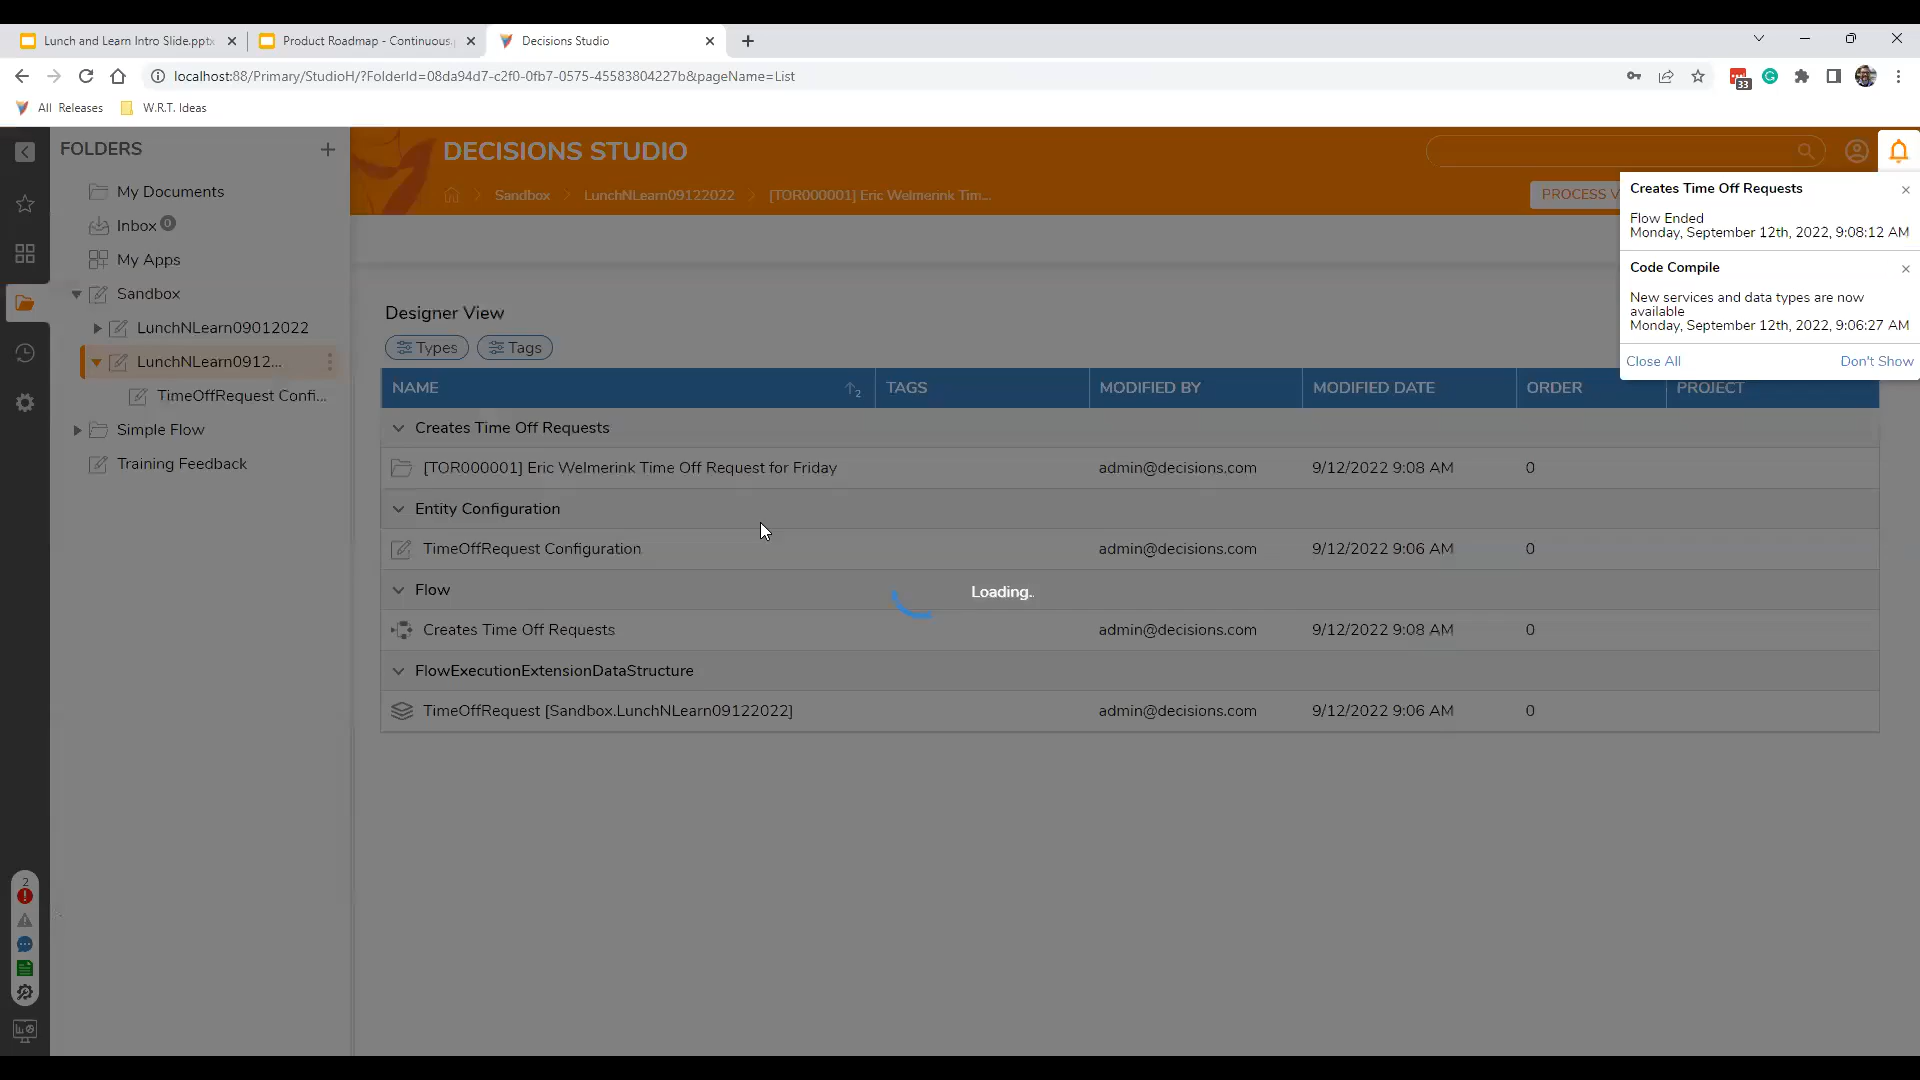 Lunch and Learn Intro Slide.pptx
Product Roadmap - Continuous
Decisions Studio
localhost:88/Primary/StudioH/?FolderId=08da94d7-c2f0-0fb7-0575-45583804227b&pageName=List
33
All Releases
W.R.T. Ideas
FOLDERS
My Documents
Inbox 0
My Apps
Sandbox
LunchNLearn09012022
LunchNLearn0912...
TimeOffRequest Confi...
Simple Flow
Training Feedback
2
DECISIONS STUDIO
Sandbox
LunchNLearn09122022
[TOR000001] Eric Welmerink Tim...
PROCESS V
Creates Time Off Requests
Flow Ended
Monday, September 12th, 2022, 9:08:12 AM
Code Compile
New services and data types are now
available
Monday, September 12th, 2022, 9:06:27 AM
Close All Don't Show
Designer View
Types Tags
NAME 2 TAGS MODIFIED BY MODIFIED DATE ORDER PROJECT
Creates Time Off Requests
[TOR000001] Eric Welmerink Time Off Request for Friday admin@decisions.com 9/12/2022 9:08 AM 0
Entity Configuration
TimeOffRequest Configuration admin@decisions.com 9/12/2022 9:06 AM 0
Flow
Loading.
Creates Time Off Requests admin@decisions.com 9/12/2022 9:08 AM 0
FlowExecutionExtensionDataStructure
TimeOffRequest [Sandbox.LunchNLearn09122022] admin@decisions.com 9/12/2022 9:06 AM 0